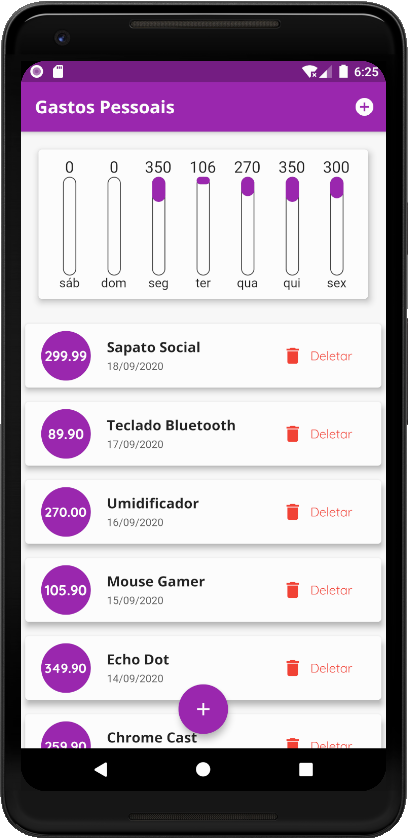 6:25
Gastos Pessoais
0 0 350 106 270 350 300
sáb dom seg ter qua qui sex
299.99 Sapato Social Deletar
18/09/2020
89.90 Teclado Bluetooth Deletar
17/09/2020
270.00 Umidificador Deletar
16/09/2020
105.90 Mouse Gamer Deletar
15/09/2020
349.90 Echo Dot Deletar
14/09/2020
+
259.90 Chrome Cast Deletar